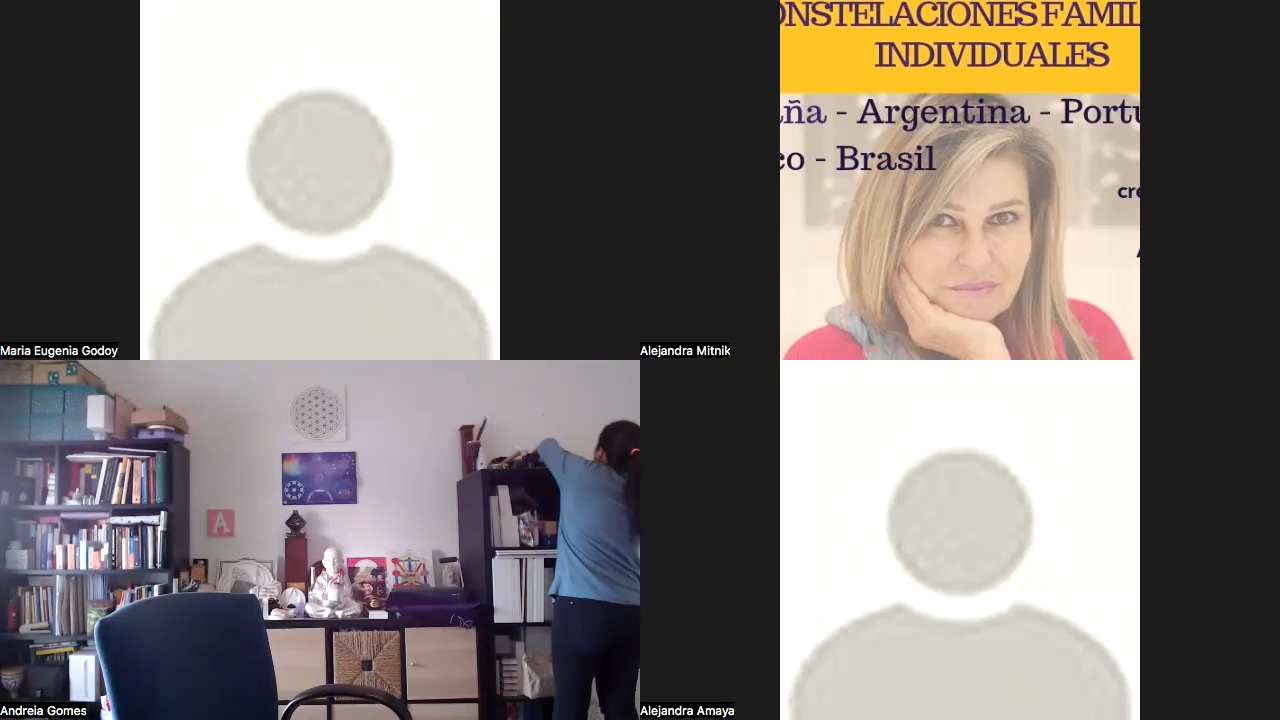 ONSTELACIONES FAMIL
INDIVIDUALES
ña - Argentina - Portu
co - Brasil
cre
A
Maria Eugenia Godoy
Alejandra Mitnik
A
Andreia Gomes
Alejandra Amaya